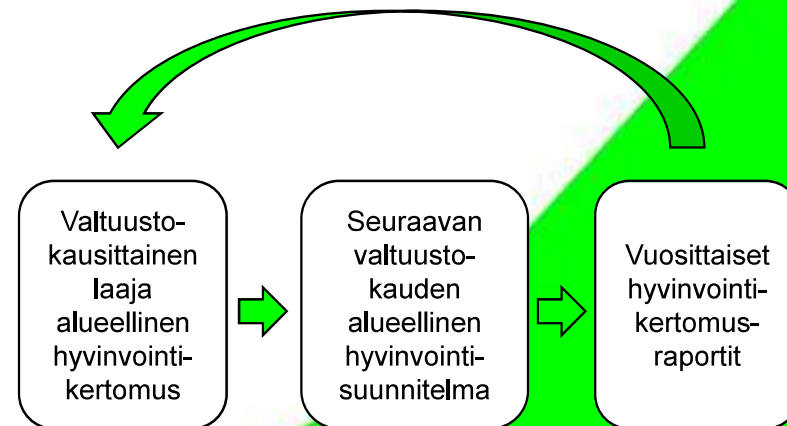 Valtuusto-
kausittainen
laaja
alueellinen
hyvinvointi-
kertomus
Seuraavan
valtuusto-
kauden
alueellinen
hyvinvointi-
suunnitelma
Vuosittaiset
hyvinvointi-
kertomus-
raportit